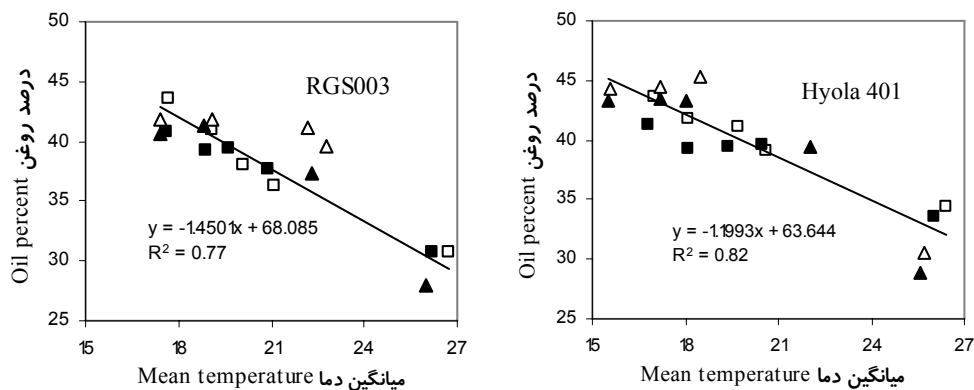 50
45
40
35
30
25
درصد روغن Oil percent
RGS003
y = -1.4501x + 68.085
R² = 0.77
15 18 21 24 27
Mean temperature میانگین دما
50
45
40
35
30
25
درصد روغن Oil percent
Hyola 401
y = -1.1993x + 63.644
R² = 0.82
15 18 21 24 27
Mean temperature میانگین دما